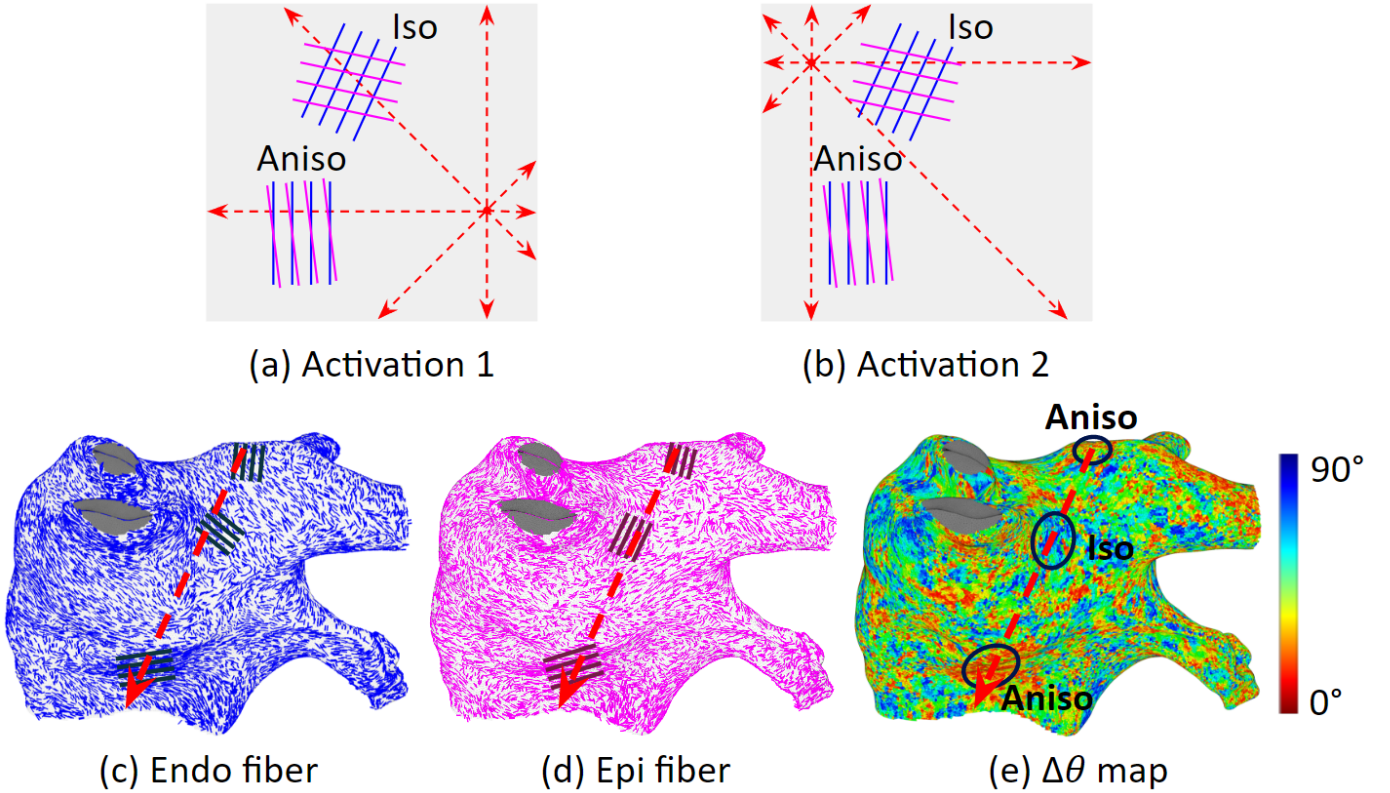 Iso
Aniso
(a) Activation 1
Iso
Aniso
(b) Activation 2
Aniso
Iso
Aniso
90°
0°
(c) Endo fiber
(d) Epi fiber
(e) Δθ map